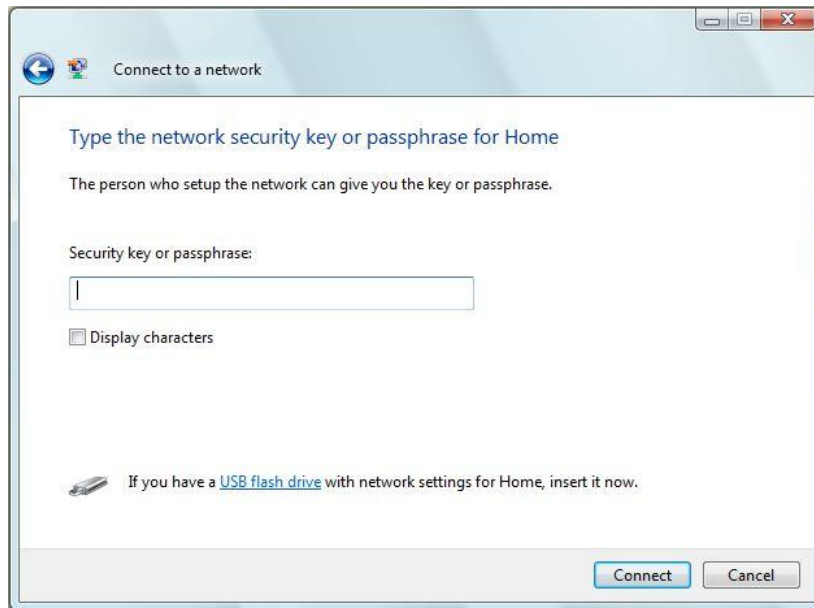 Connect to a network
Type the network security key or passphrase for Home
The person who setup the network can give you the key or passphrase.
Security key or passphrase:
Display characters
If you have a USB flash drive with network settings for Home, insert it now.
Connect Cancel